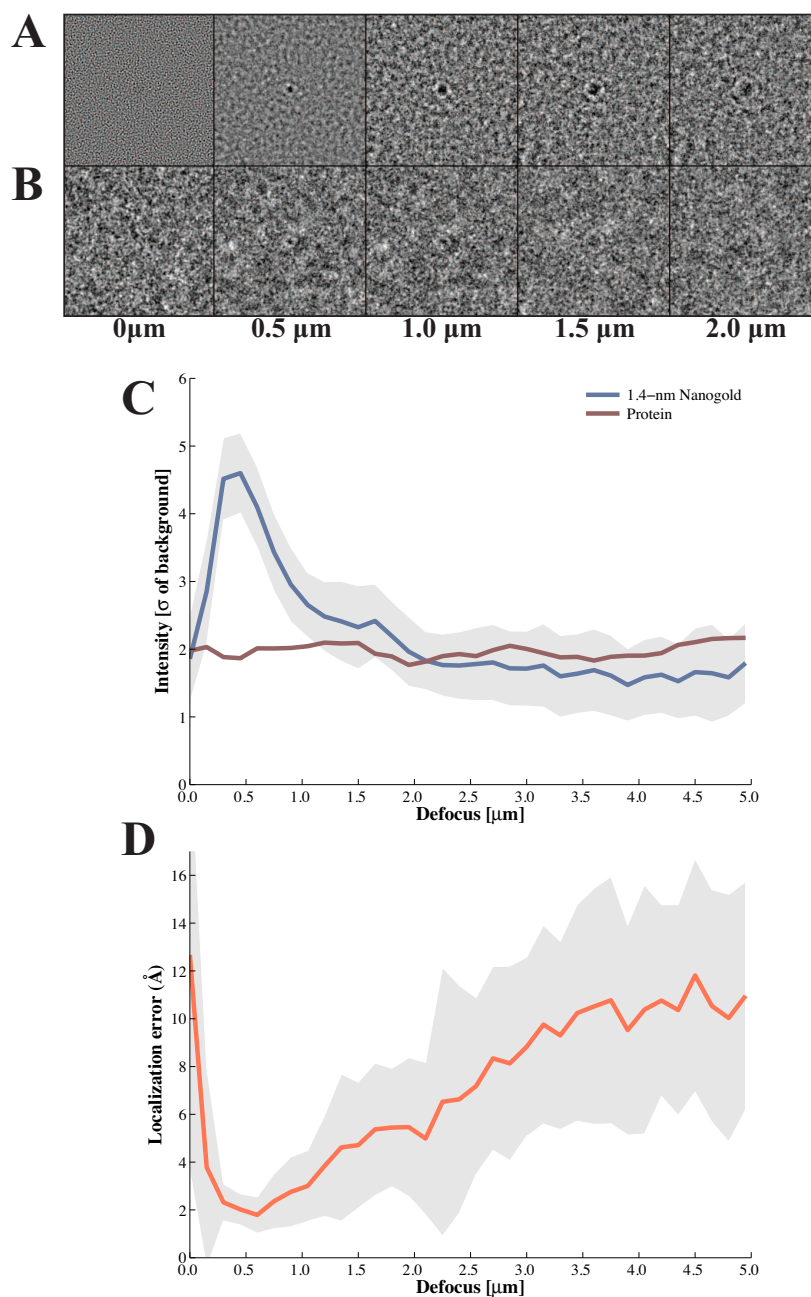 A
B
0µm 0.5 µm 1.0 µm 1.5 µm 2.0 µm
C
6
5
4
3
2
1
0
Intensity [σ of background]
1.4−nm Nanogold
Protein
0.0 0.5 1.0 1.5 2.0 2.5 3.0 3.5 4.0 4.5 5.0
Defocus [µm]
D
16
14
12
10
8
6
4
2
0
Localization error (Å)
0.0 0.5 1.0 1.5 2.0 2.5 3.0 3.5 4.0 4.5 5.0
Defocus [µm]